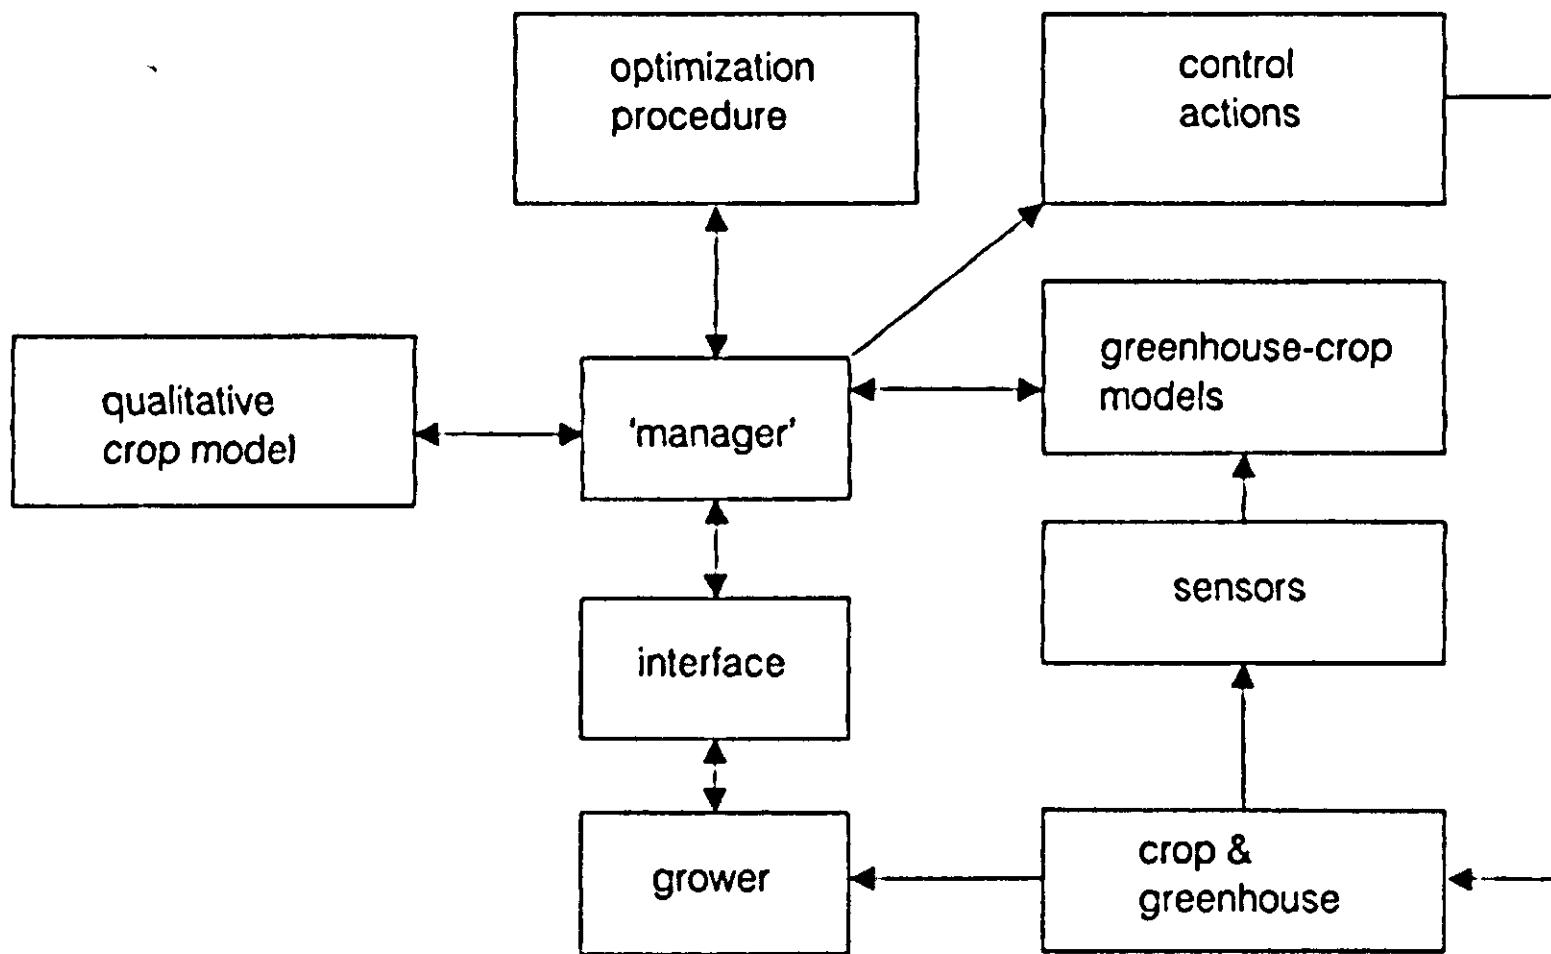 optimization
procedure
control
actions
qualitative
crop model
'manager'
greenhouse-crop
models
sensors
interface
grower
crop &
greenhouse